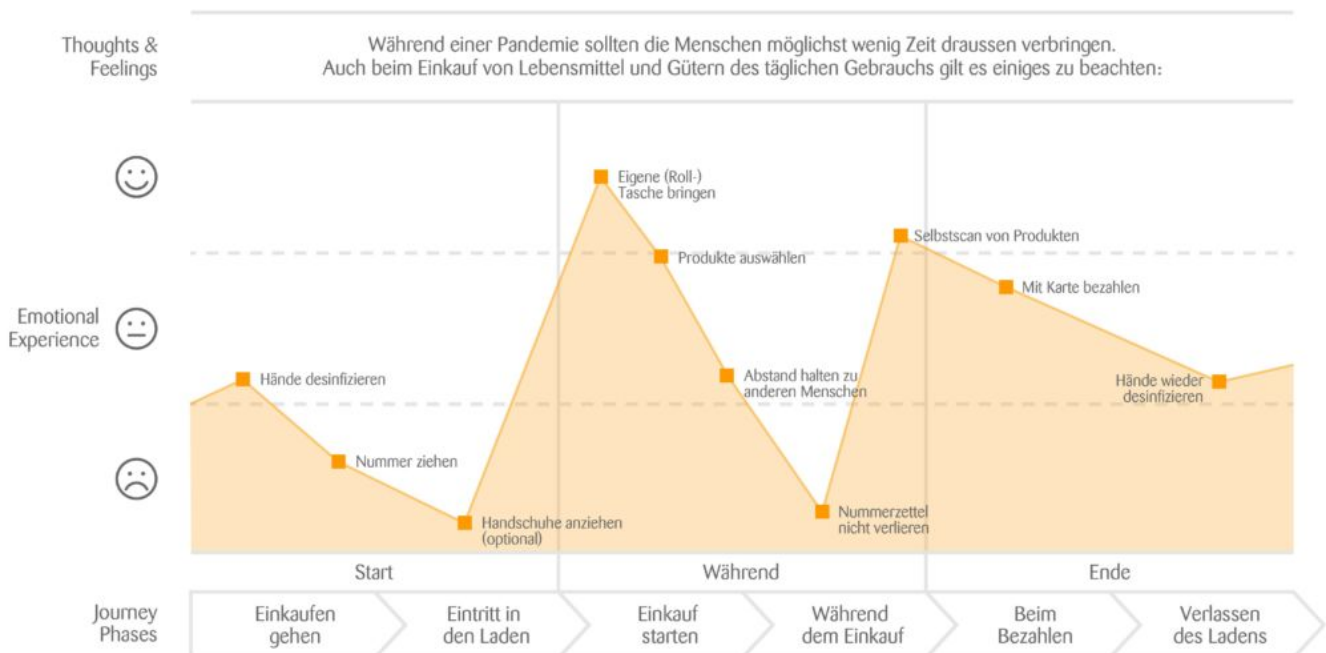 Thoughts &
Feelings
Während einer Pandemie sollten die Menschen möglichst wenig Zeit draussen verbringen.
Auch beim Einkauf von Lebensmittel und Gütern des täglichen Gebrauchs gilt es einiges zu beachten:
Emotional
Experience
Hände desinfizieren
Nummer ziehen
Handschuhe anziehen
(optional)
Eigene (Roll-)
Tasche bringen
Produkte auswählen
Abstand halten zu
anderen Menschen
Nummerzettel
nicht verlieren
Selbstscan von Produkten
Mit Karte bezahlen
Hände wieder
desinfizieren
Start
Während
Ende
Journey
Phases
Einkaufen
gehen
Eintritt in
den Laden
Einkauf
starten
Während
dem Einkauf
Beim
Bezahlen
Verlassen
des Ladens